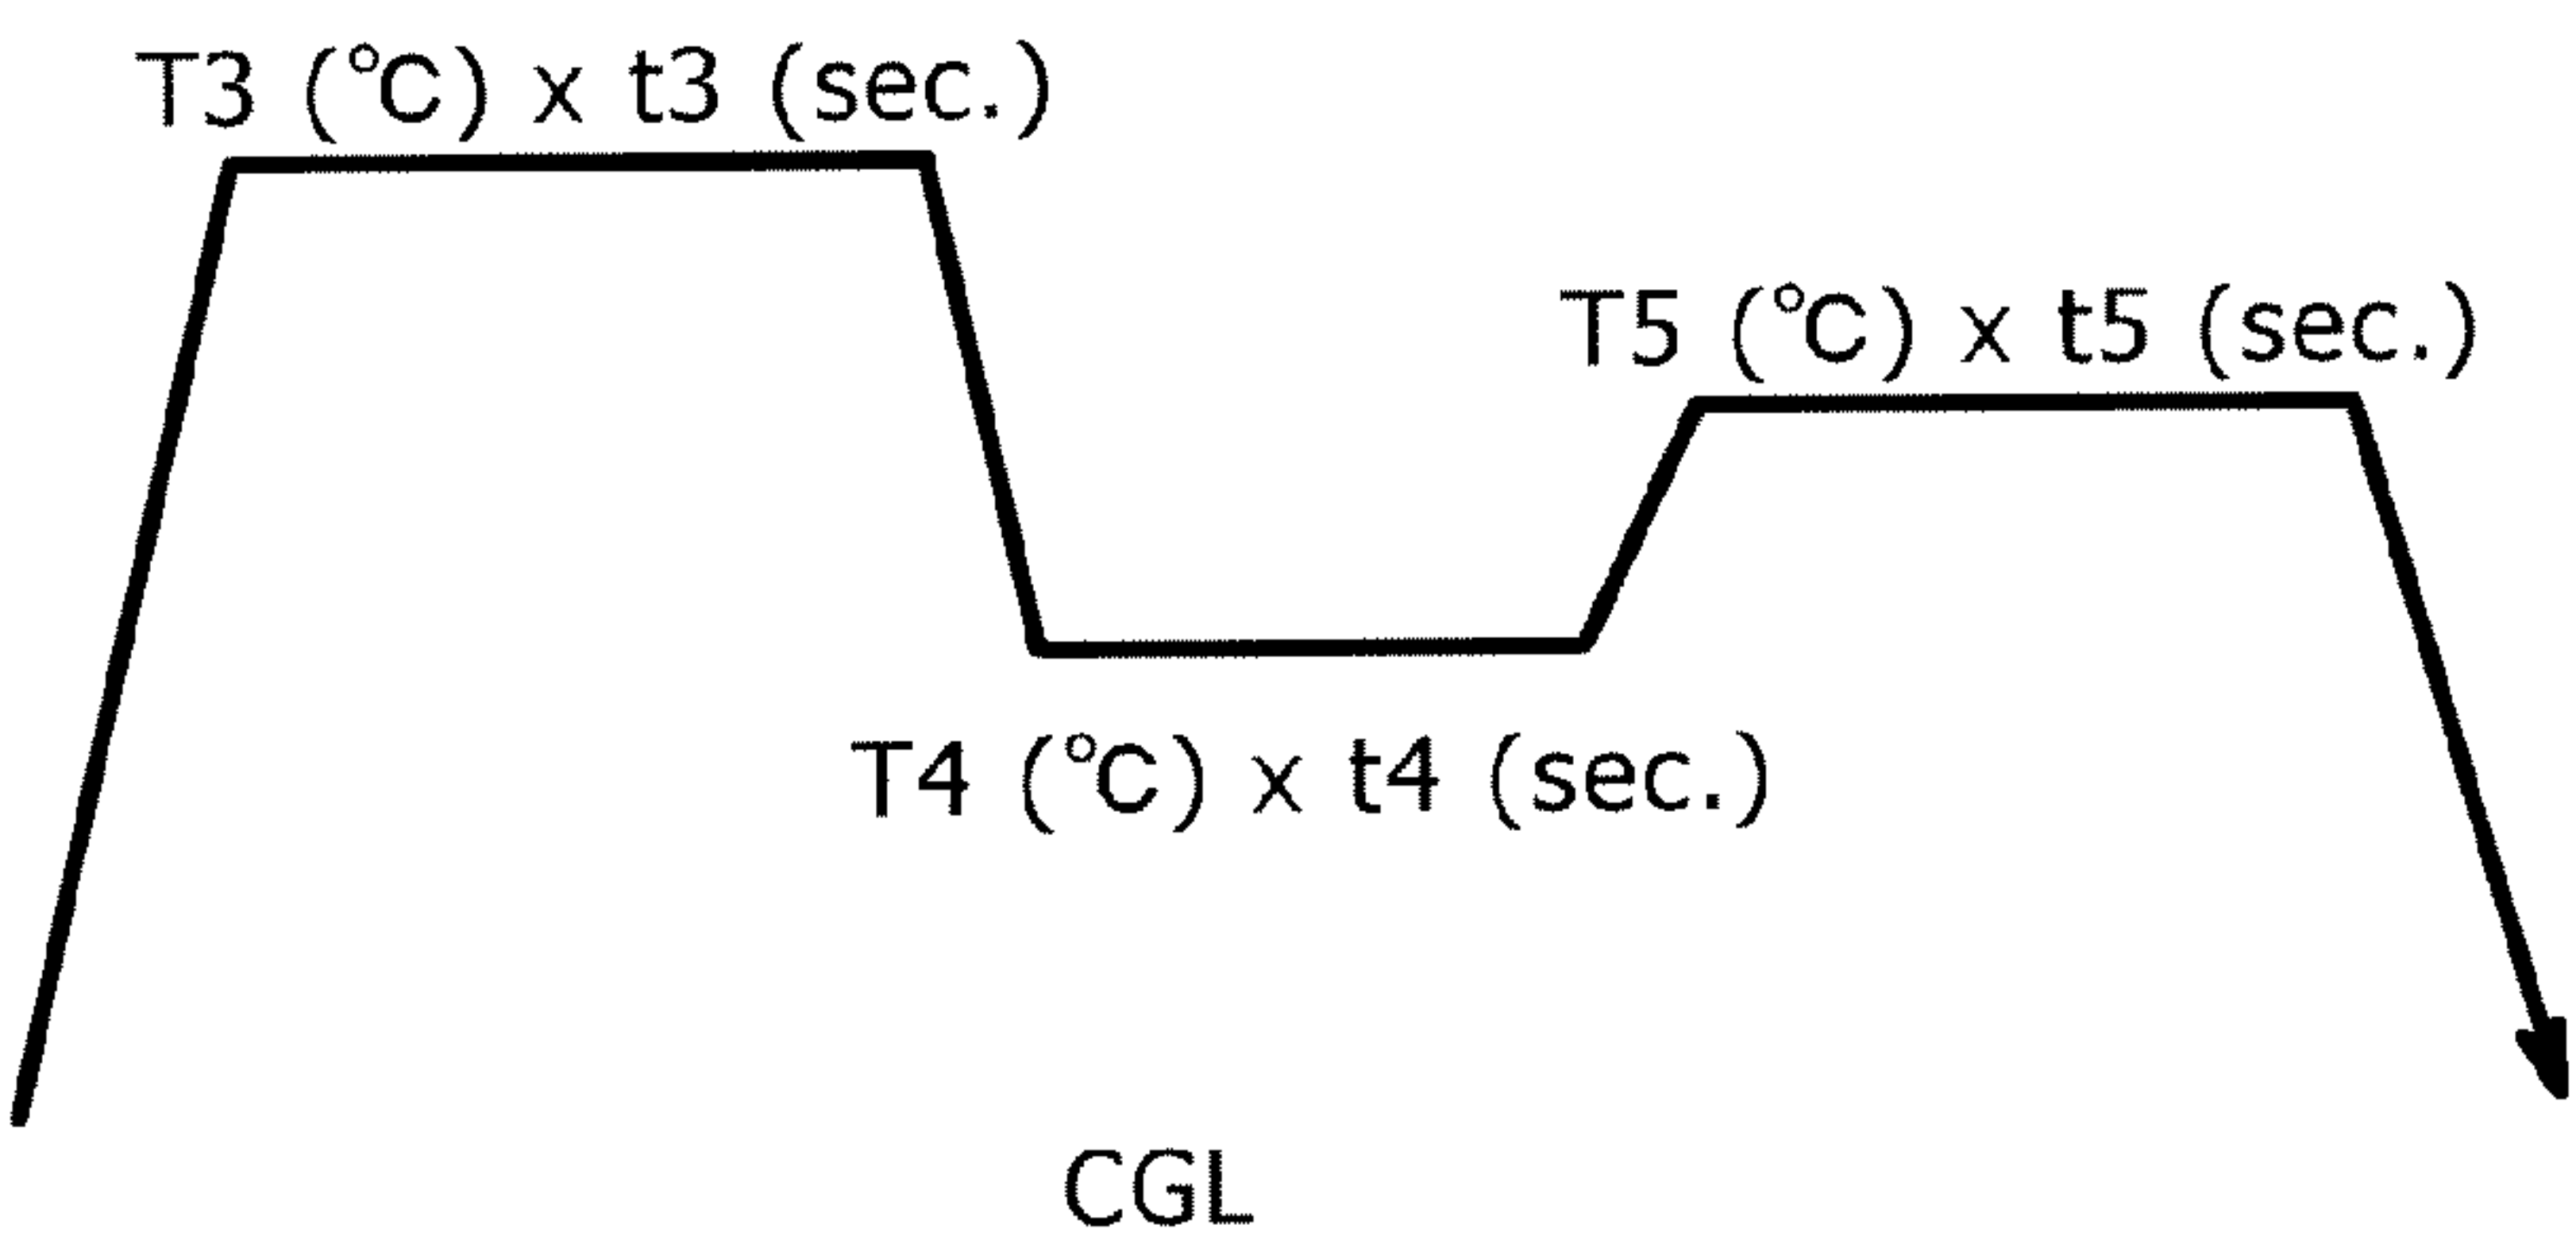 T3 (℃) x t3 (sec.)
T5 (℃) x t5 (sec.)
T4 (℃) x t4 (sec.)
CGL